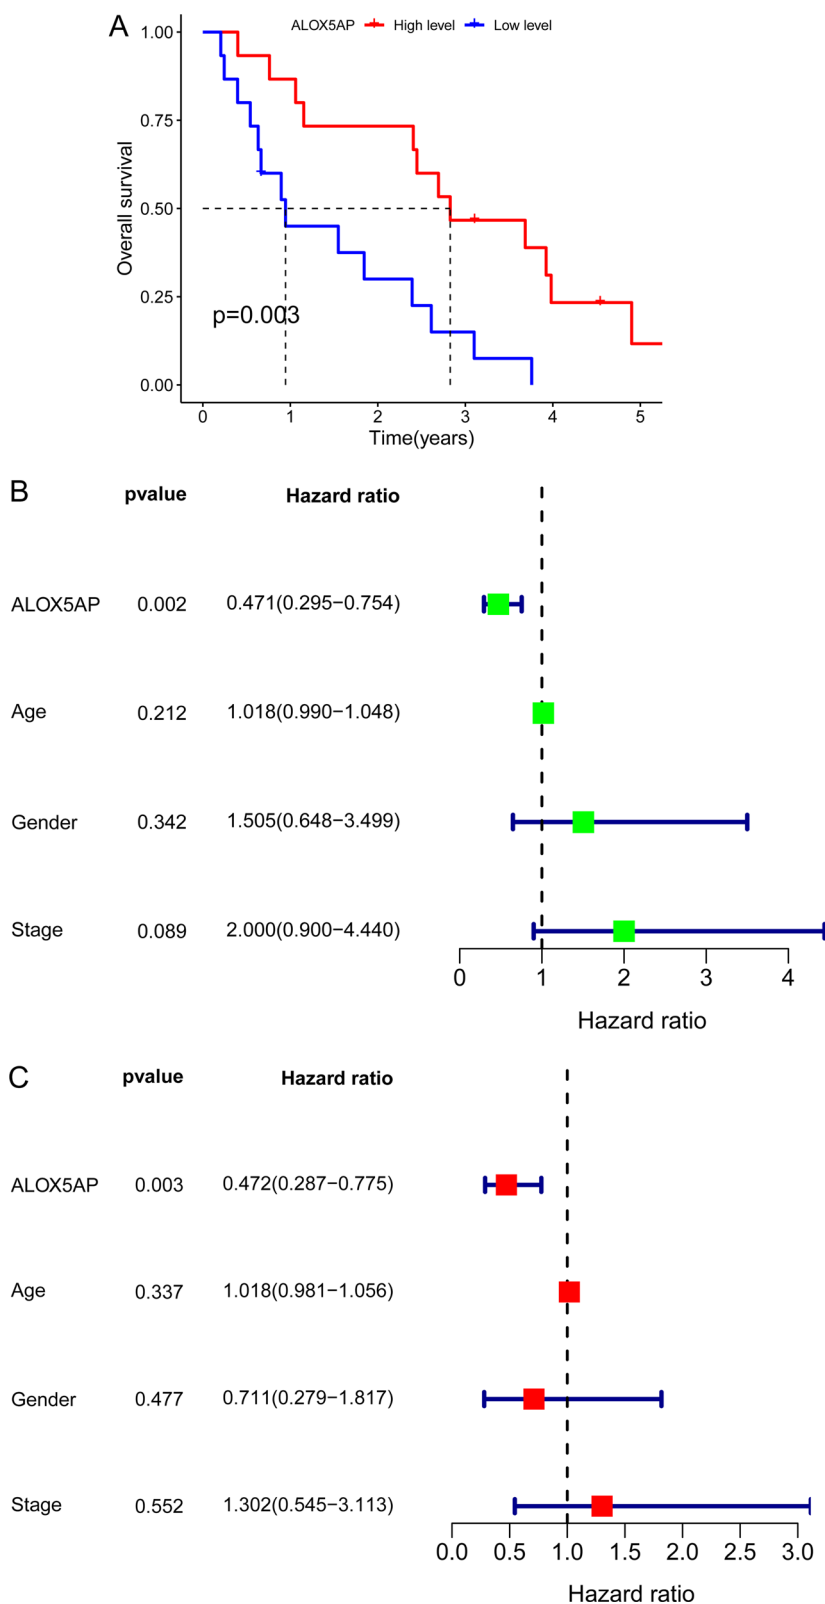 A
ALOX5AP High level Low level
1.00
0.75
0.50
0.25
0.00
Overall survival
p=0.003
0 1 2 3 4 5
Time(years)
B
pvalue Hazard ratio
ALOX5AP 0.002 0.471(0.295−0.754)
Age 0.212 1.018(0.990−1.048)
Gender 0.342 1.505(0.648−3.499)
Stage 0.089 2.000(0.900−4.440)
0 1 2 3 4
Hazard ratio
C
pvalue Hazard ratio
ALOX5AP 0.003 0.472(0.287−0.775)
Age 0.337 1.018(0.981−1.056)
Gender 0.477 0.711(0.279−1.817)
Stage 0.552 1.302(0.545−3.113)
0.0 0.5 1.0 1.5 2.0 2.5 3.0
Hazard ratio